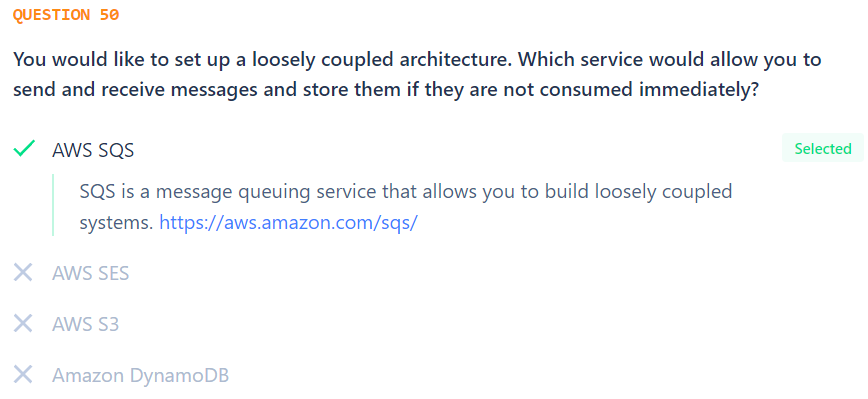 QUESTION 50
You would like to set up a loosely coupled architecture. Which service would allow you to
send and receive messages and store them if they are not consumed immediately?
AWS SQS
Selected
SQS is a message queuing service that allows you to build loosely coupled
systems. https://aws.amazon.com/sqs/
AWS SES
AWS S3
Amazon DynamoDB